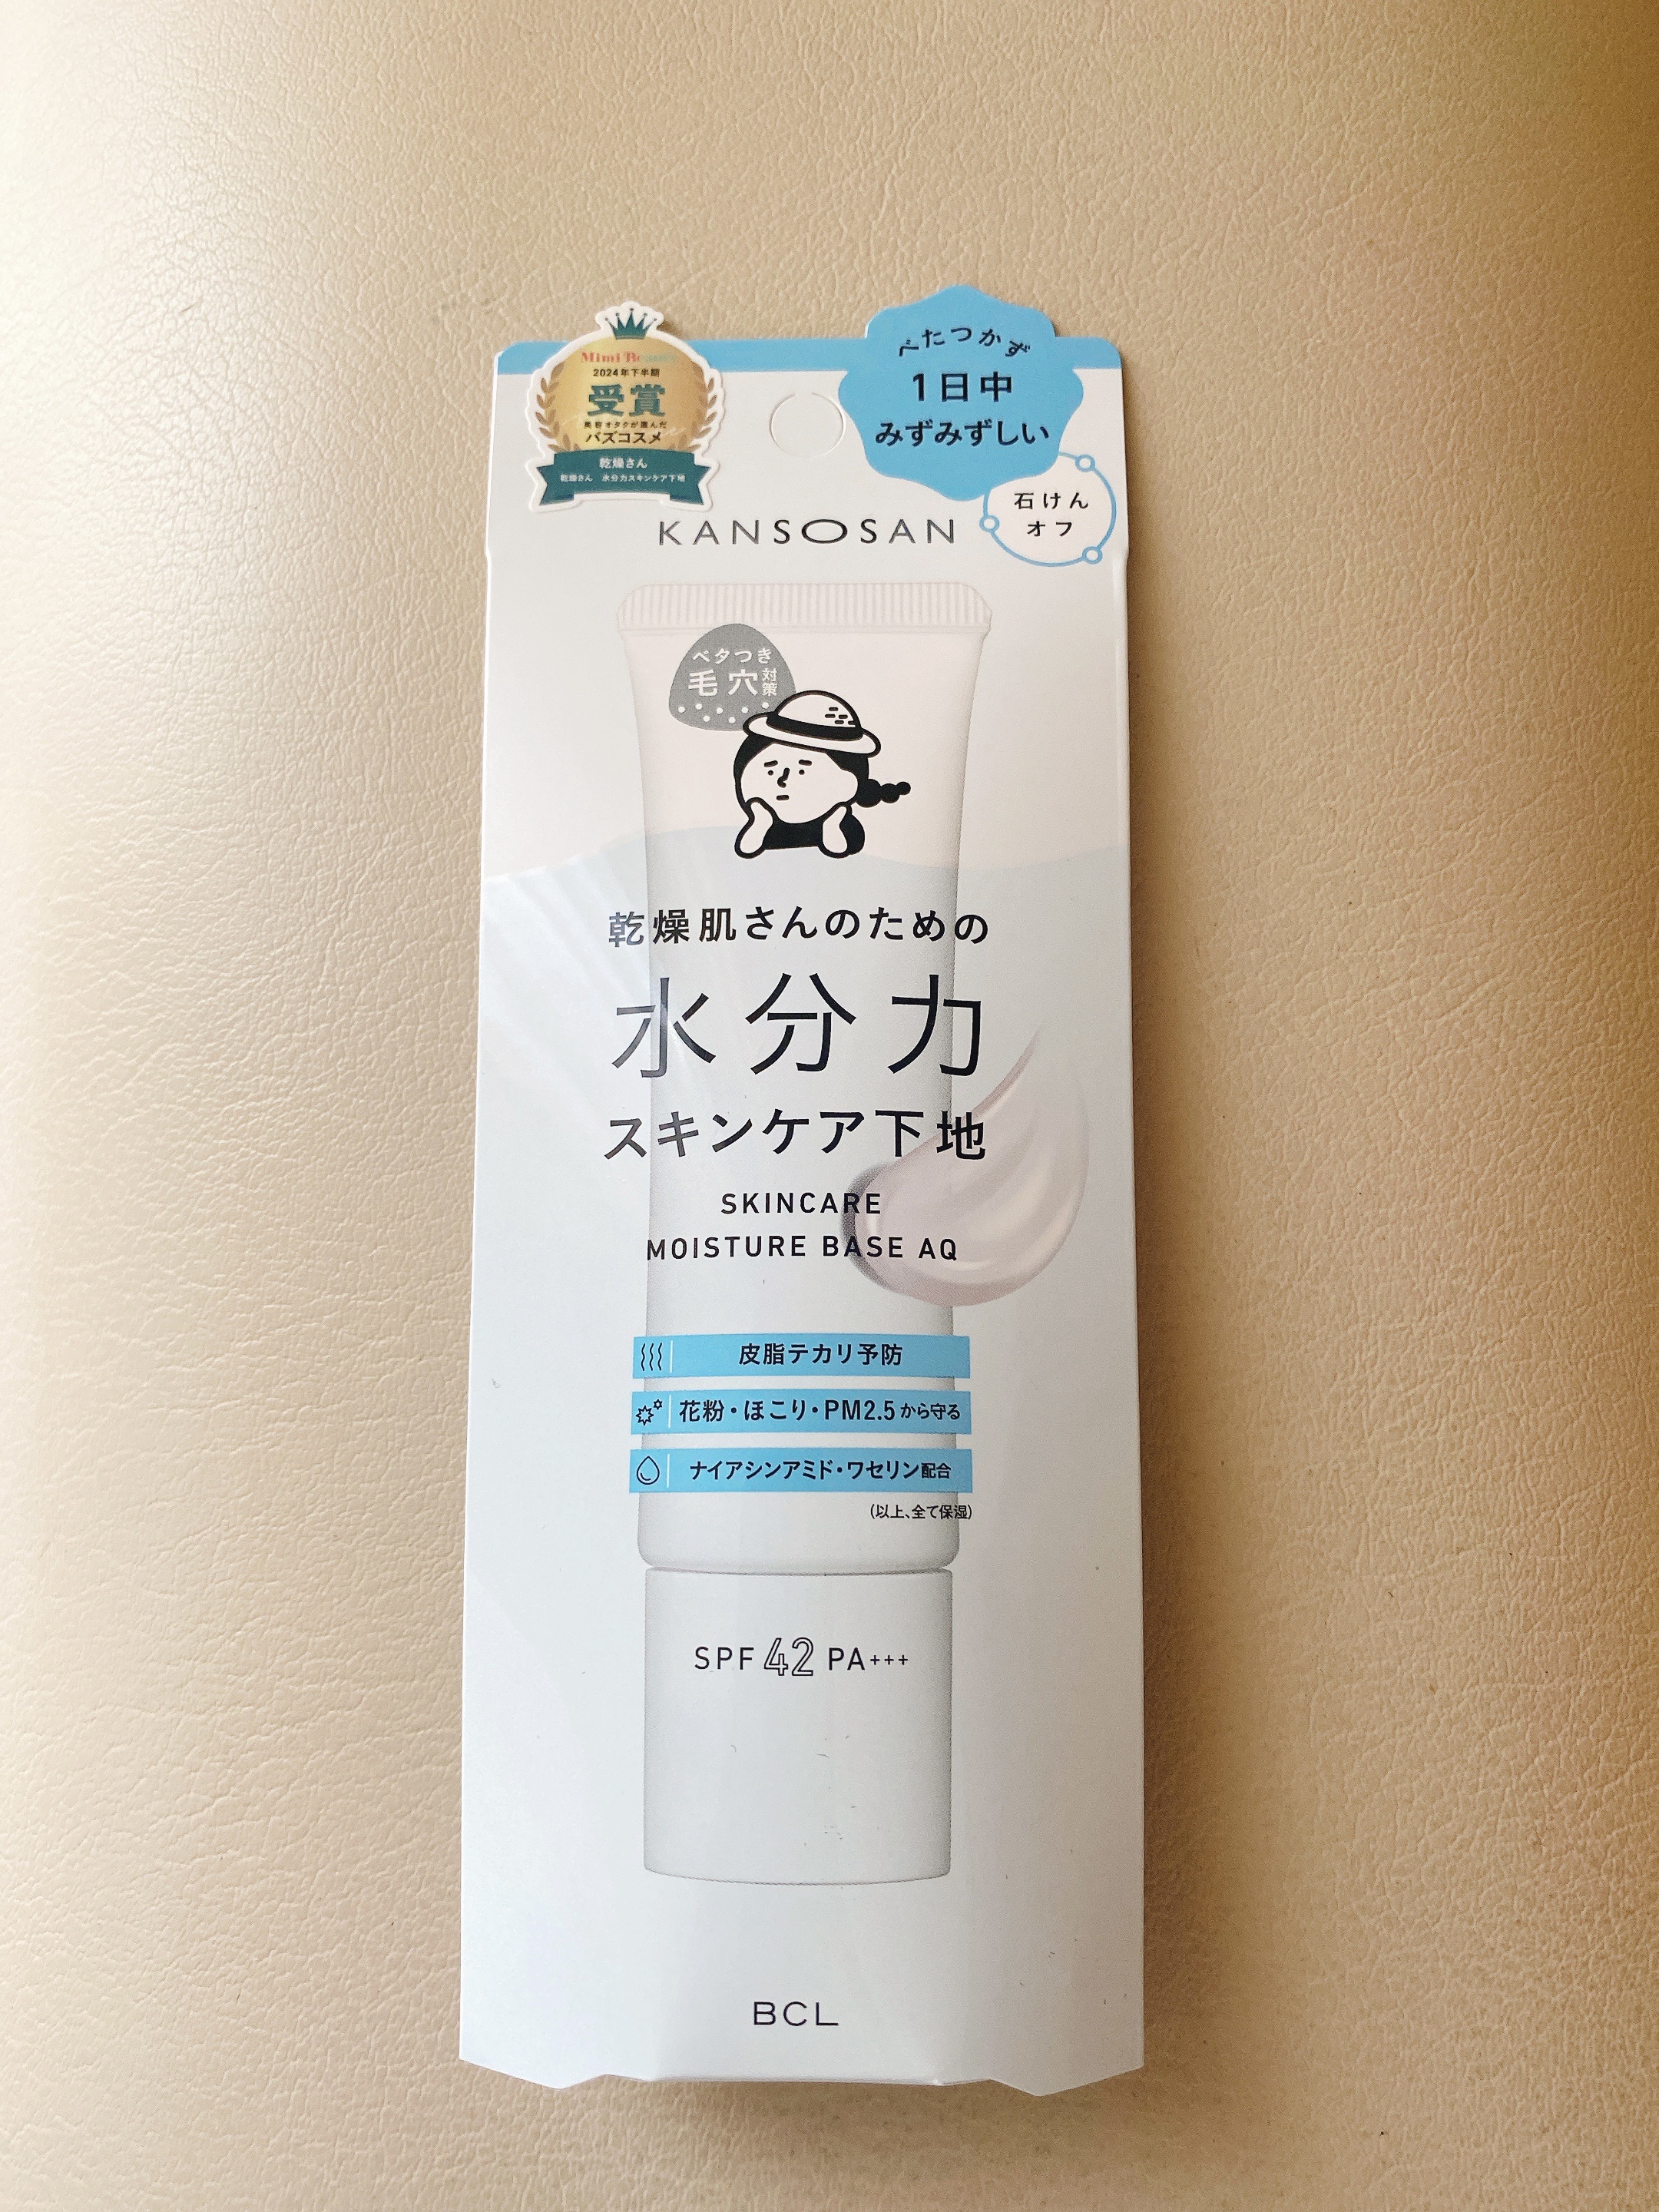 Mimi Beauty
2024年下半期
受賞
美容オタクが選んだ
バズコスメ
乾燥さん
乾燥さん 水分力スキンケア下地
べたつかず
1日中
みずみずしい
石けん
オフ
KANSOSAN
ベタつき
毛穴対策
乾燥肌さんのための
水分力
スキンケア下地
SKINCARE
MOISTURE BASE AQ
皮脂テカリ予防
花粉・ほこり・PM2.5から守る
ナイアシンアミド・ワセリン配合
(以上、全て保湿)
SPF 42 PA+++
BCL